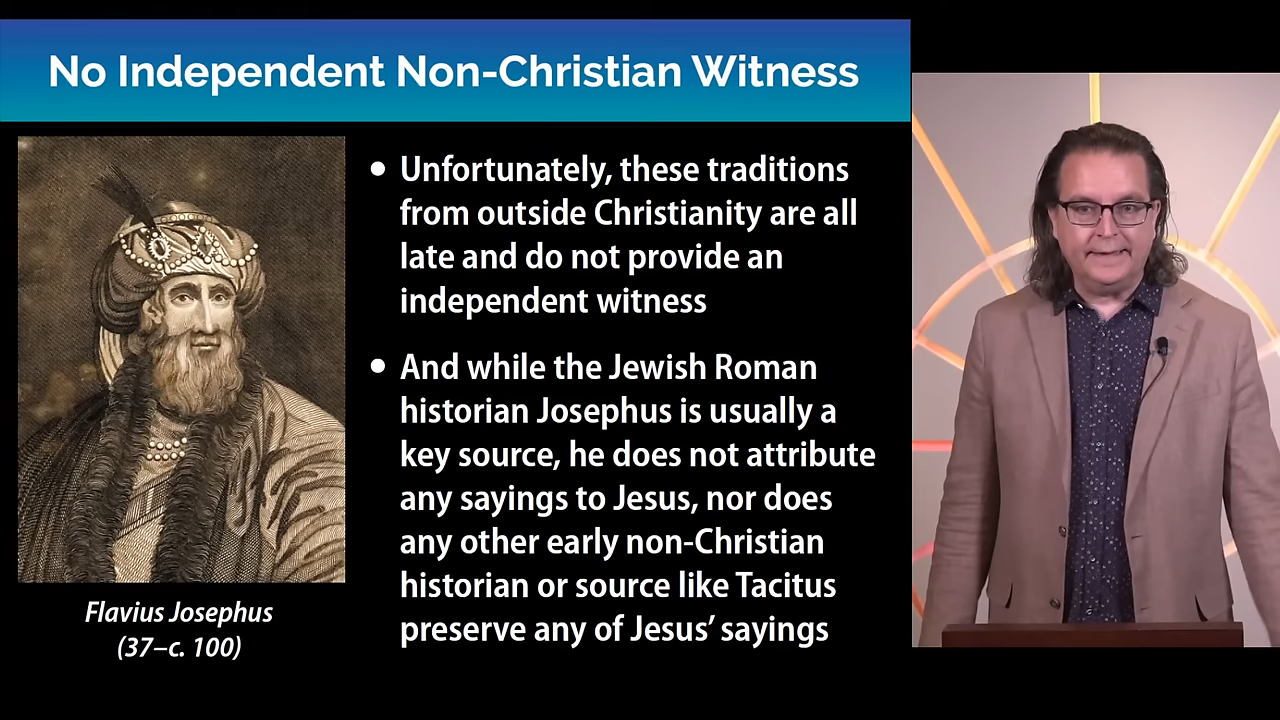 No Independent Non-Christian Witness
• Unfortunately, these traditions
from outside Christianity are all
late and do not provide an
independent witness
• And while the Jewish Roman
historian Josephus is usually a
key source, he does not attribute
any sayings to Jesus, nor does
any other early non-Christian
historian or source like Tacitus
preserve any of Jesus’ sayings
Flavius Josephus
(37–c. 100)